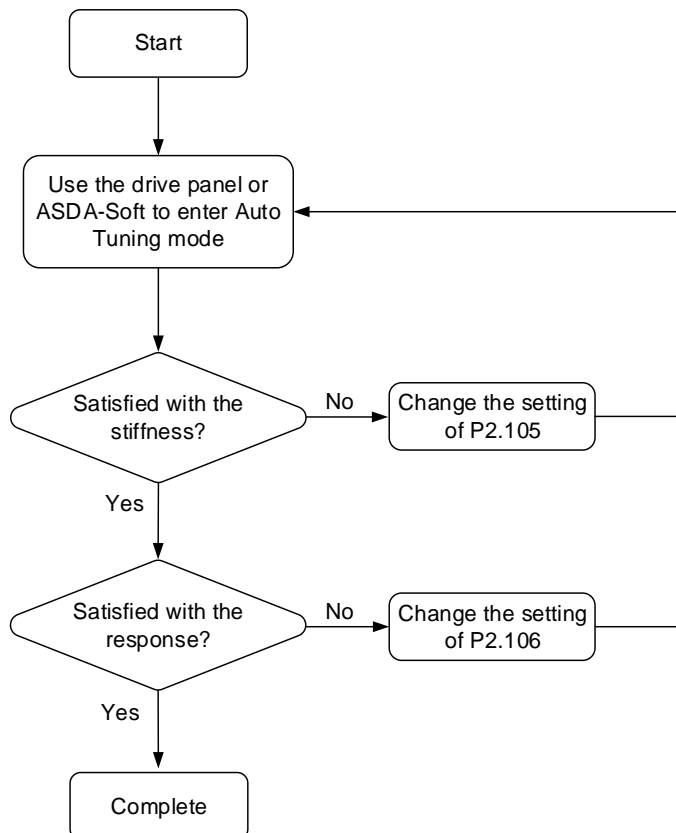 Start
Use the drive panel or
ASDA-Soft to enter Auto
Tuning mode
Satisfied with the
stiffness?
No
Change the setting
of P2.105
Yes
Satisfied with the
response?
No
Change the setting
of P2.106
Yes
Complete